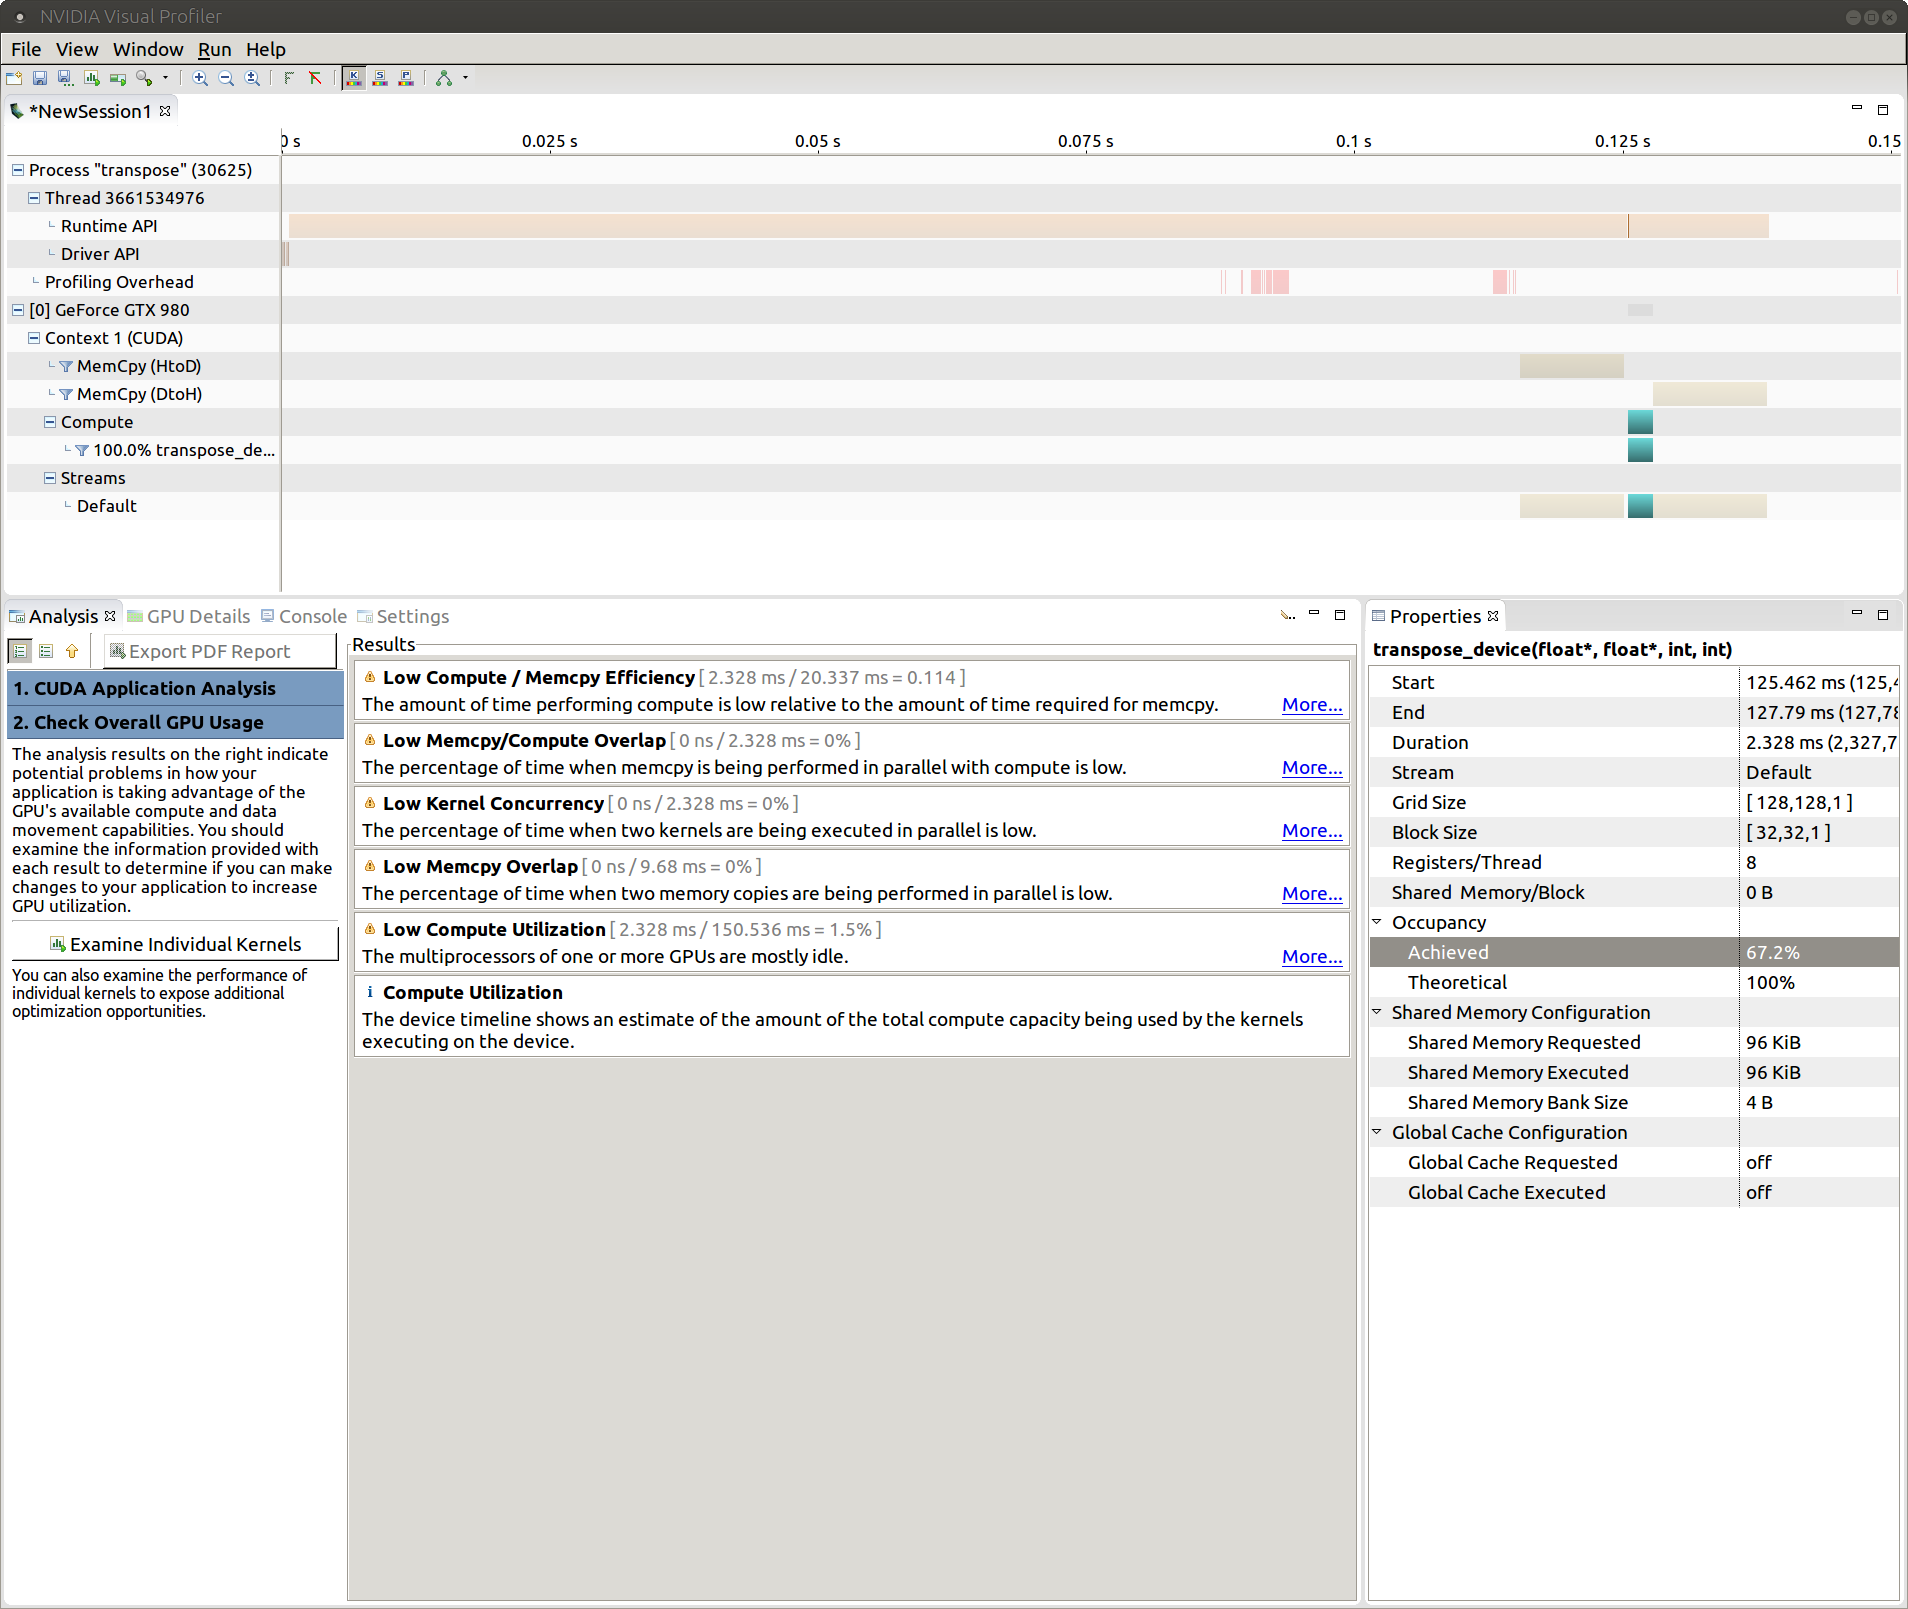 NVIDIA Visual Profiler
File View Window Run Help
*NewSession1
0 s 0.025 s 0.05 s 0.075 s 0.1 s 0.125 s 0.15
Process "transpose" (30625)
Thread 3661534976
Runtime API
Driver API
Profiling Overhead
[0] GeForce GTX 980
Context 1 (CUDA)
MemCpy (HtoD)
MemCpy (DtoH)
Compute
100.0% transpose_de...
Streams
Default
Analysis GPU Details Console Settings
Export PDF Report
1. CUDA Application Analysis
2. Check Overall GPU Usage
The analysis results on the right indicate
potential problems in how your
application is taking advantage of the
GPU's available compute and data
movement capabilities. You should
examine the information provided with
each result to determine if you can make
changes to your application to increase
GPU utilization.
Examine Individual Kernels
You can also examine the performance of
individual kernels to expose additional
optimization opportunities.
Results
Low Compute / Memcpy Efficiency [ 2.328 ms / 20.337 ms = 0.114 ]
The amount of time performing compute is low relative to the amount of time required for memcpy. More...
Low Memcpy/Compute Overlap [ 0 ns / 2.328 ms = 0% ]
The percentage of time when memcpy is being performed in parallel with compute is low. More...
Low Kernel Concurrency [ 0 ns / 2.328 ms = 0% ]
The percentage of time when two kernels are being executed in parallel is low. More...
Low Memcpy Overlap [ 0 ns / 9.68 ms = 0% ]
The percentage of time when two memory copies are being performed in parallel is low. More...
Low Compute Utilization [ 2.328 ms / 150.536 ms = 1.5% ]
The multiprocessors of one or more GPUs are mostly idle. More...
Compute Utilization
The device timeline shows an estimate of the amount of the total compute capacity being used by the kernels
executing on the device.
Properties
transpose_device(float*, float*, int, int)
Start 125.462 ms (125,4
End 127.79 ms (127,78
Duration 2.328 ms (2,327,7
Stream Default
Grid Size [ 128,128,1 ]
Block Size [ 32,32,1 ]
Registers/Thread 8
Shared Memory/Block 0 B
Occupancy
Achieved 67.2%
Theoretical 100%
Shared Memory Configuration
Shared Memory Requested 96 KiB
Shared Memory Executed 96 KiB
Shared Memory Bank Size 4 B
Global Cache Configuration
Global Cache Requested off
Global Cache Executed off